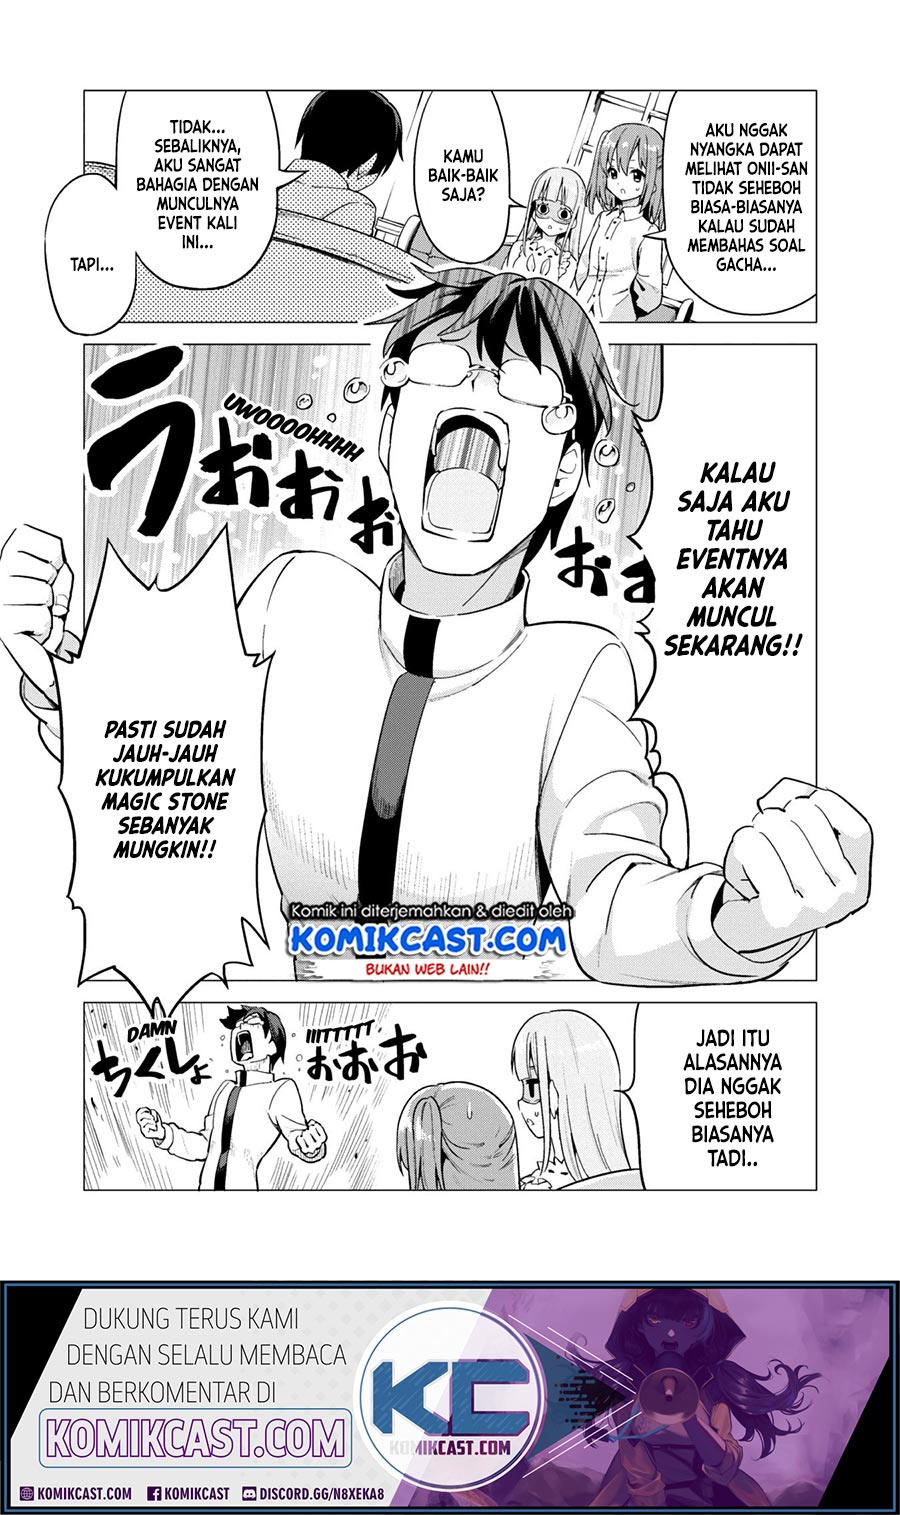 AKU NGGAK
NYANGKA DAPAT
MELIHAT ONII-SAN
TIDAK SEHEBOH
BIASA-BIASANYA
KALAU SUDAH
MEMBAHAS SOAL
GACHA...
KAMU
BAIK-BAIK
SAJA?
TIDAK...
SEBALIKNYA,
AKU SANGAT
BAHAGIA DENGAN
MUNCULNYA
EVENT KALI
INI...
TAPI...
UWOOOOHHHH
うおおお
おお
KALAU
SAJA AKU
TAHU
EVENTNYA
AKAN
MUNCUL
SEKARANG!!
PASTI SUDAH
JAUH-JAUH
KUKUMPULKAN
MAGIC STONE
SEBANYAK
MUNGKIN!!
Komik ini diterjemahkan & diedit oleh
KOMIKCAST.COM
BUKAN WEB LAIN!!
DAMN
ちくしょ
IIITTTTT
おおお
JADI ITU
ALASANNYA
DIA NGGAK
SEHEBOH
BIASANYA
TADI..
DUKUNG TERUS KAMI
DENGAN SELALU MEMBACA
DAN BERKOMENTAR DI
KOMIKCAST.COM
KC
KOMIKCAST.COM
KOMIKCAST.COM KOMIKCAST DISCORD.GG/N8XEKA8